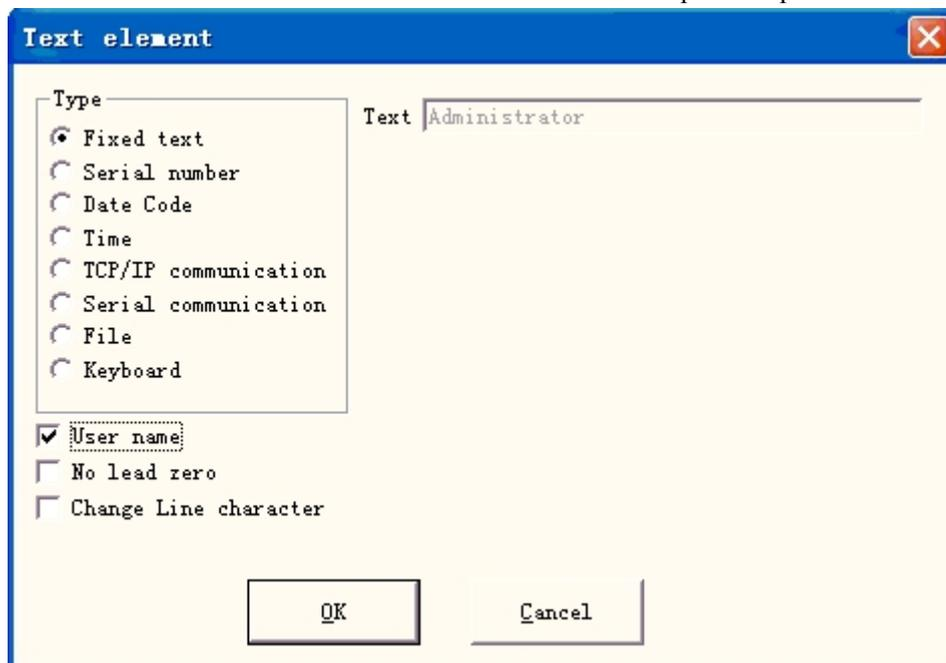 Text element
Type
Fixed text
Serial number
Date Code
Time
TCP/IP communication
Serial communication
File
Keyboard
Text Administrator
User name
No lead zero
Change Line character
OK Cancel